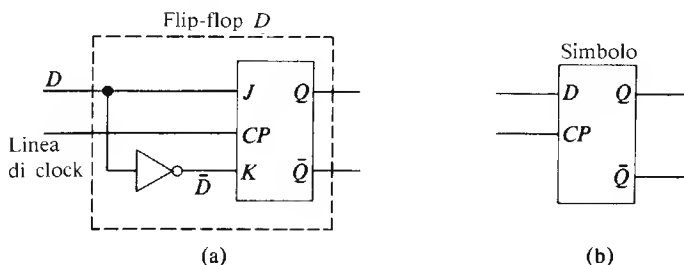 Flip-flop D
D
J
Q
Linea
di clock
CP
D̄
K
Q̄
(a)
Simbolo
D
Q
CP
Q̄
(b)